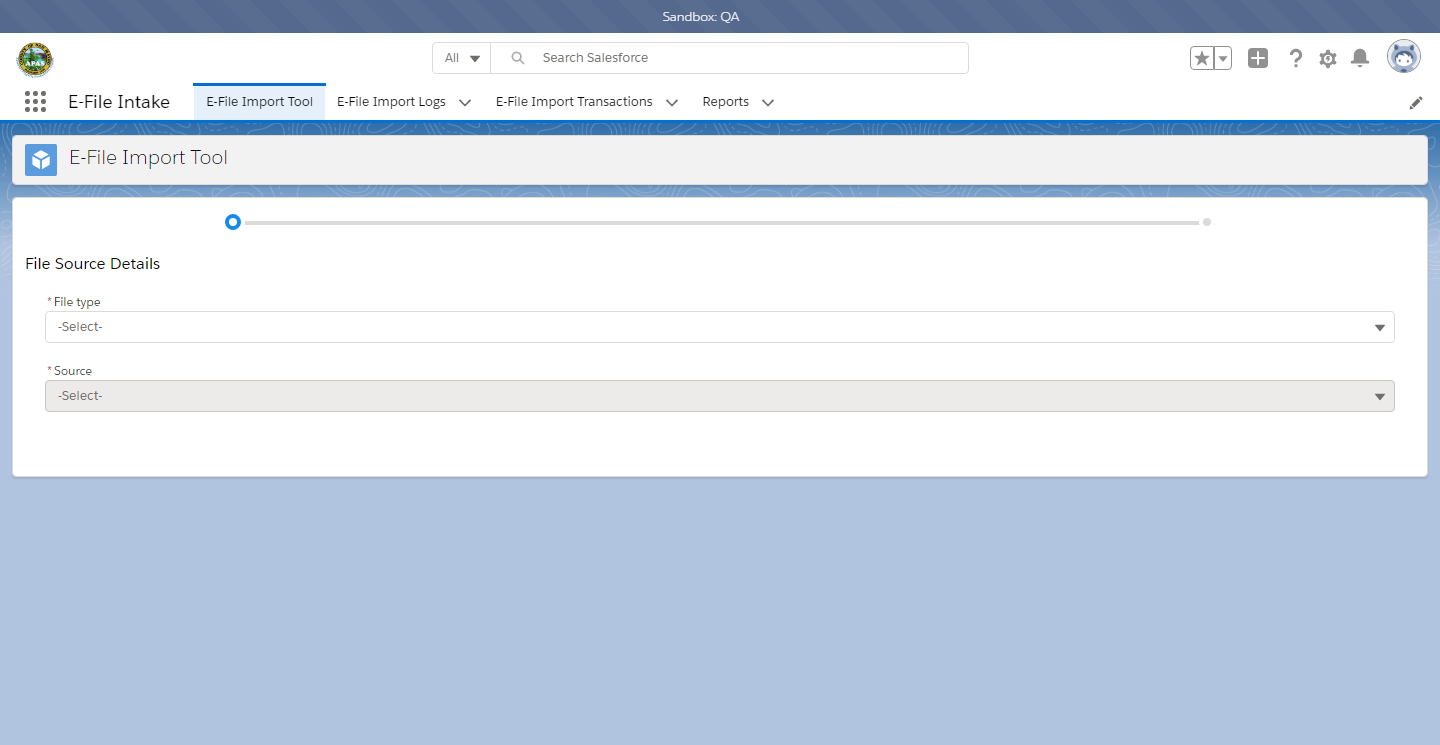 Sandbox: QA
APAS
All
Search Salesforce
E-File Intake
E-File Import Tool
E-File Import Logs
E-File Import Transactions
Reports
E-File Import Tool
File Source Details
*File type
-Select-
*Source
-Select-